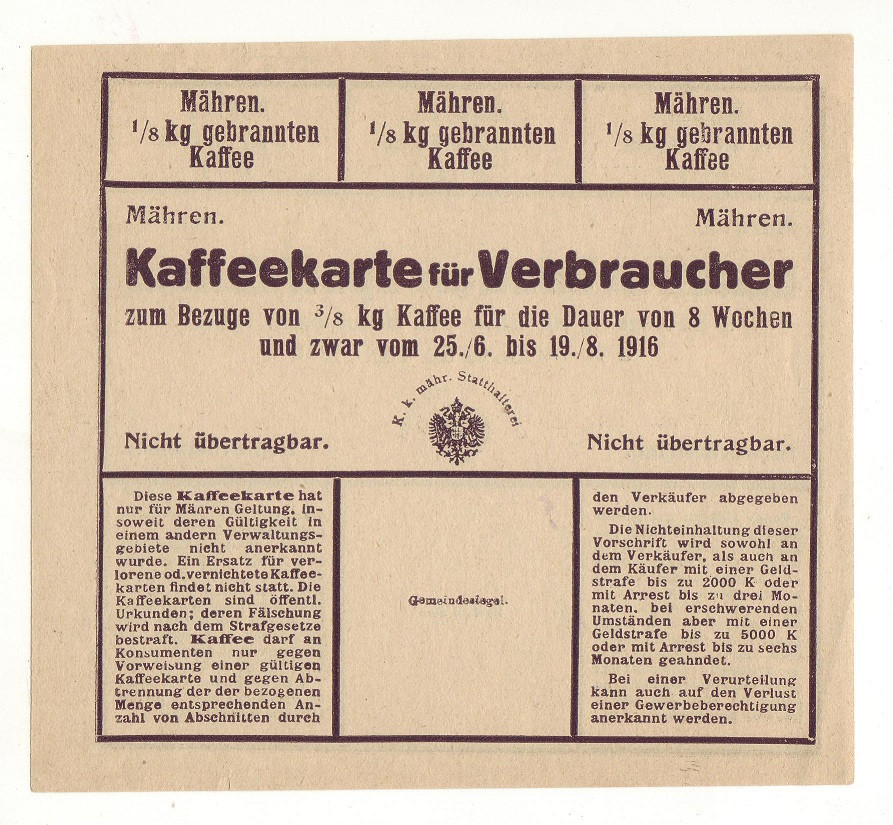 Mähren.
1/8 kg gebrannten
Kaffee
Mähren.
1/8 kg gebrannten
Kaffee
Mähren.
1/8 kg gebrannten
Kaffee
Mähren. Mähren.
Kaffeekarte für Verbraucher
zum Bezuge von 3/8 kg Kaffee für die Dauer von 8 Wochen
und zwar vom 25./6. bis 19./8. 1916
K. k. mähr. Statthalterei
Nicht übertragbar. Nicht übertragbar.
Diese Kaffeekarte hat
nur für Mähren Geltung, in-
soweit deren Gültigkeit in
einem andern Verwaltungs-
gebiete nicht anerkannt
wurde. Ein Ersatz für ver-
lorene od. vernichtete Kaffee-
karten findet nicht statt. Die
Kaffeekarten sind öffentl.
Urkunden; deren Fälschung
wird nach dem Strafgesetze
bestraft. Kaffee darf an
Konsumenten nur gegen
Vorweisung einer gültigen
Kaffeekarte und gegen Ab-
trennung der der bezogenen
Menge entsprechenden An-
zahl von Abschnitten durch
Gemeindesiegel.
den Verkäufer abgegeben
werden.
Die Nichteinhaltung dieser
Vorschrift wird sowohl an
dem Verkäufer, als auch an
dem Käufer mit einer Geld-
strafe bis zu 2000 K oder
mit Arrest bis zu drei Mo-
naten, bei erschwerenden
Umständen aber mit einer
Geldstrafe bis zu 5000 K
oder mit Arrest bis zu sechs
Monaten geahndet.
Bei einer Verurteilung
kann auch auf den Verlust
einer Gewerbeberechtigung
anerkannt werden.